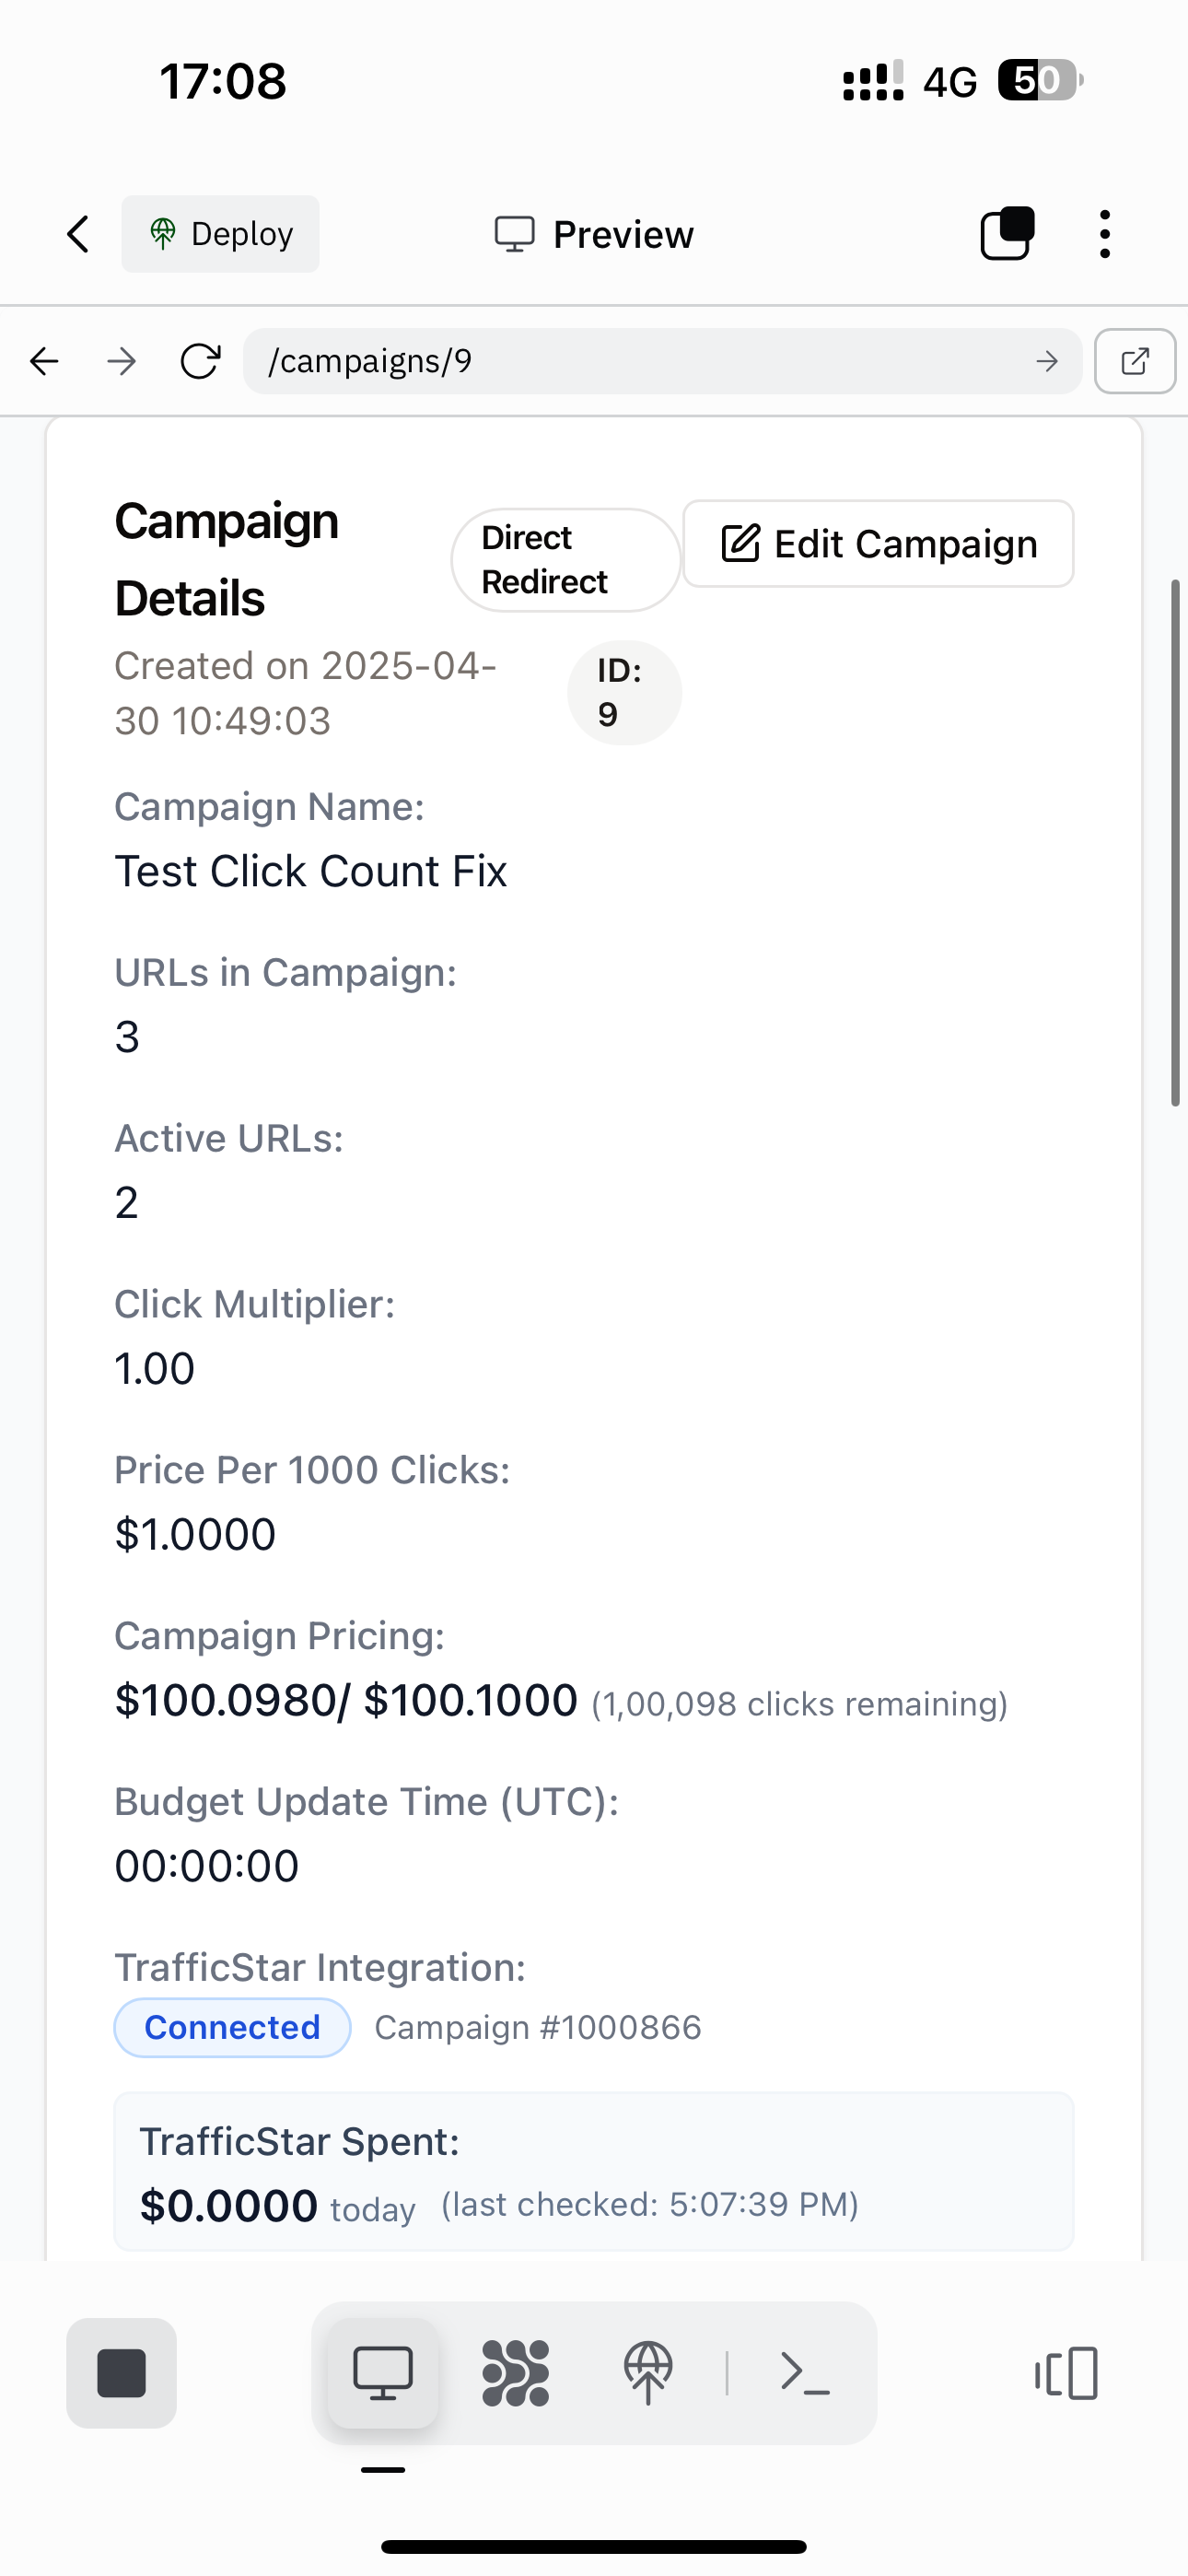 17:08
4G
50
Deploy
Preview
/campaigns/9
Campaign
Details
Direct
Redirect
Edit Campaign
Created on 2025-04-
30 10:49:03
ID:
9
Campaign Name:
Test Click Count Fix
URLs in Campaign:
3
Active URLs:
2
Click Multiplier:
1.00
Price Per 1000 Clicks:
$1.0000
Campaign Pricing:
$100.0980/ $100.1000 (1,00,098 clicks remaining)
Budget Update Time (UTC):
00:00:00
TrafficStar Integration:
Connected Campaign #1000866
TrafficStar Spent:
$0.0000 today (last checked: 5:07:39 PM)